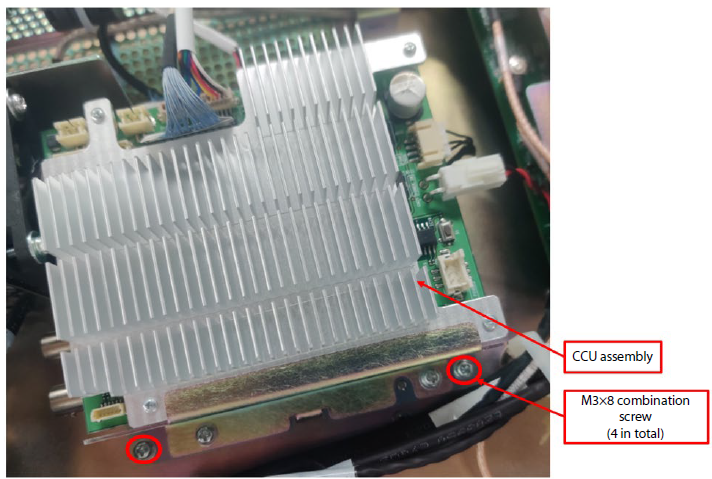 CCU assembly
M3×8 combination
screw
(4 in total)